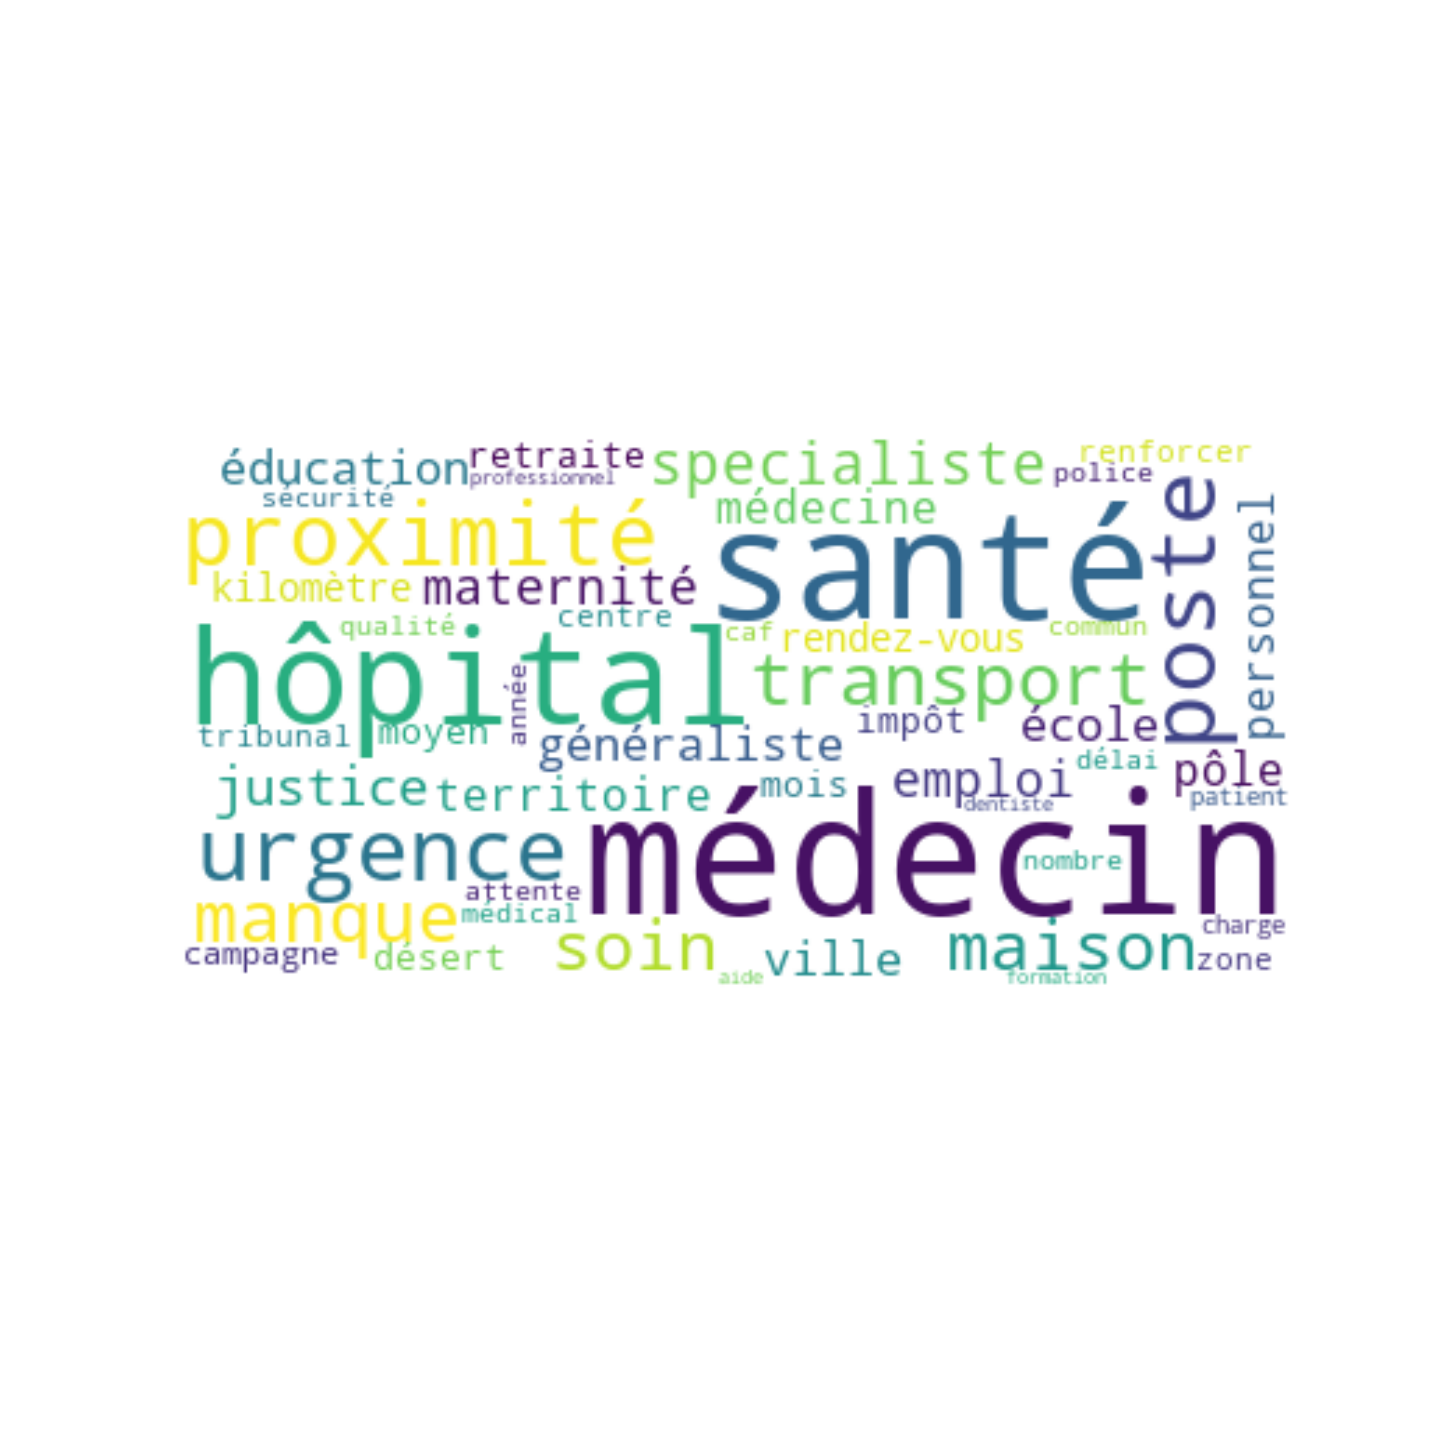 éducation
retraite
specialiste
renforcer
professionnel
police
sécurité
médecine
proximité
santé
poste
personnel
kilomètre
maternité
qualité
centre
caf
rendez-vous
commun
hôpital
transport
année
tribunal
moyen
généraliste
impôt
école
délai
justice
territoire
mois
emploi
dentiste
pôle
patient
urgence
médecin
nombre
attente
manque
médical
charge
campagne
désert
soin
ville
maison
zone
aide
formation